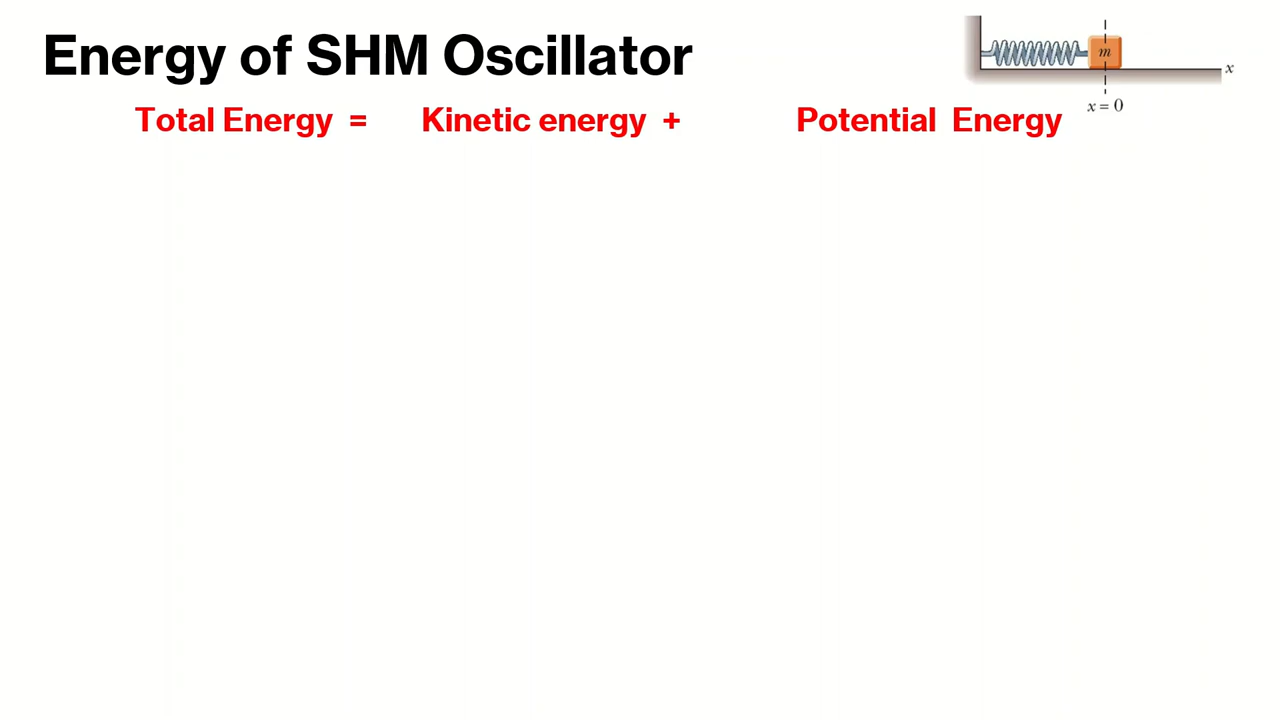 Energy of SHM Oscillator
m
x
x = 0
Total Energy = Kinetic energy + Potential Energy